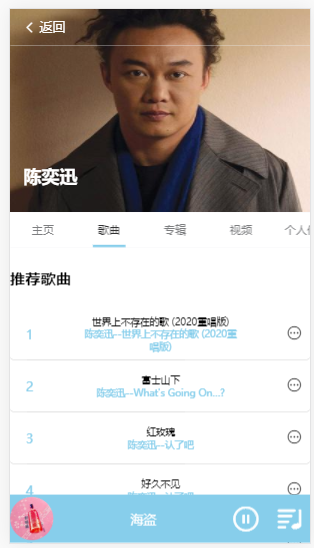 返回
陈奕迅
主页 歌曲 专辑 视频 个人
推荐歌曲
1
世界上不存在的歌 (2020重唱版)
陈奕迅--世界上不存在的歌 (2020重
唱版)
2
富士山下
陈奕迅--What's Going On...?
3
红玫瑰
陈奕迅--认了吧
4
好久不见
陈奕迅--认了吧
海盗